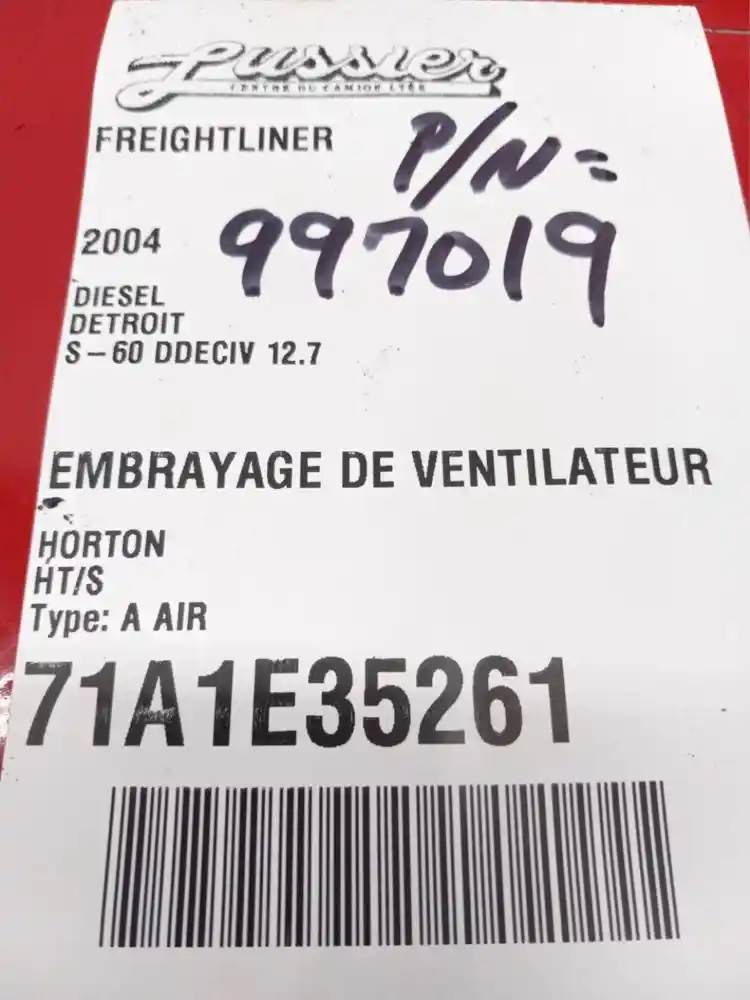 Lussier
CENTRE DU CAMION LTÉE
FREIGHTLINER
P/N =
2004
997019
DIESEL
DETROIT
S-60 DDECIV 12.7
EMBRAYAGE DE VENTILATEUR
HORTON
HT/S
Type: A AIR
71A1E35261